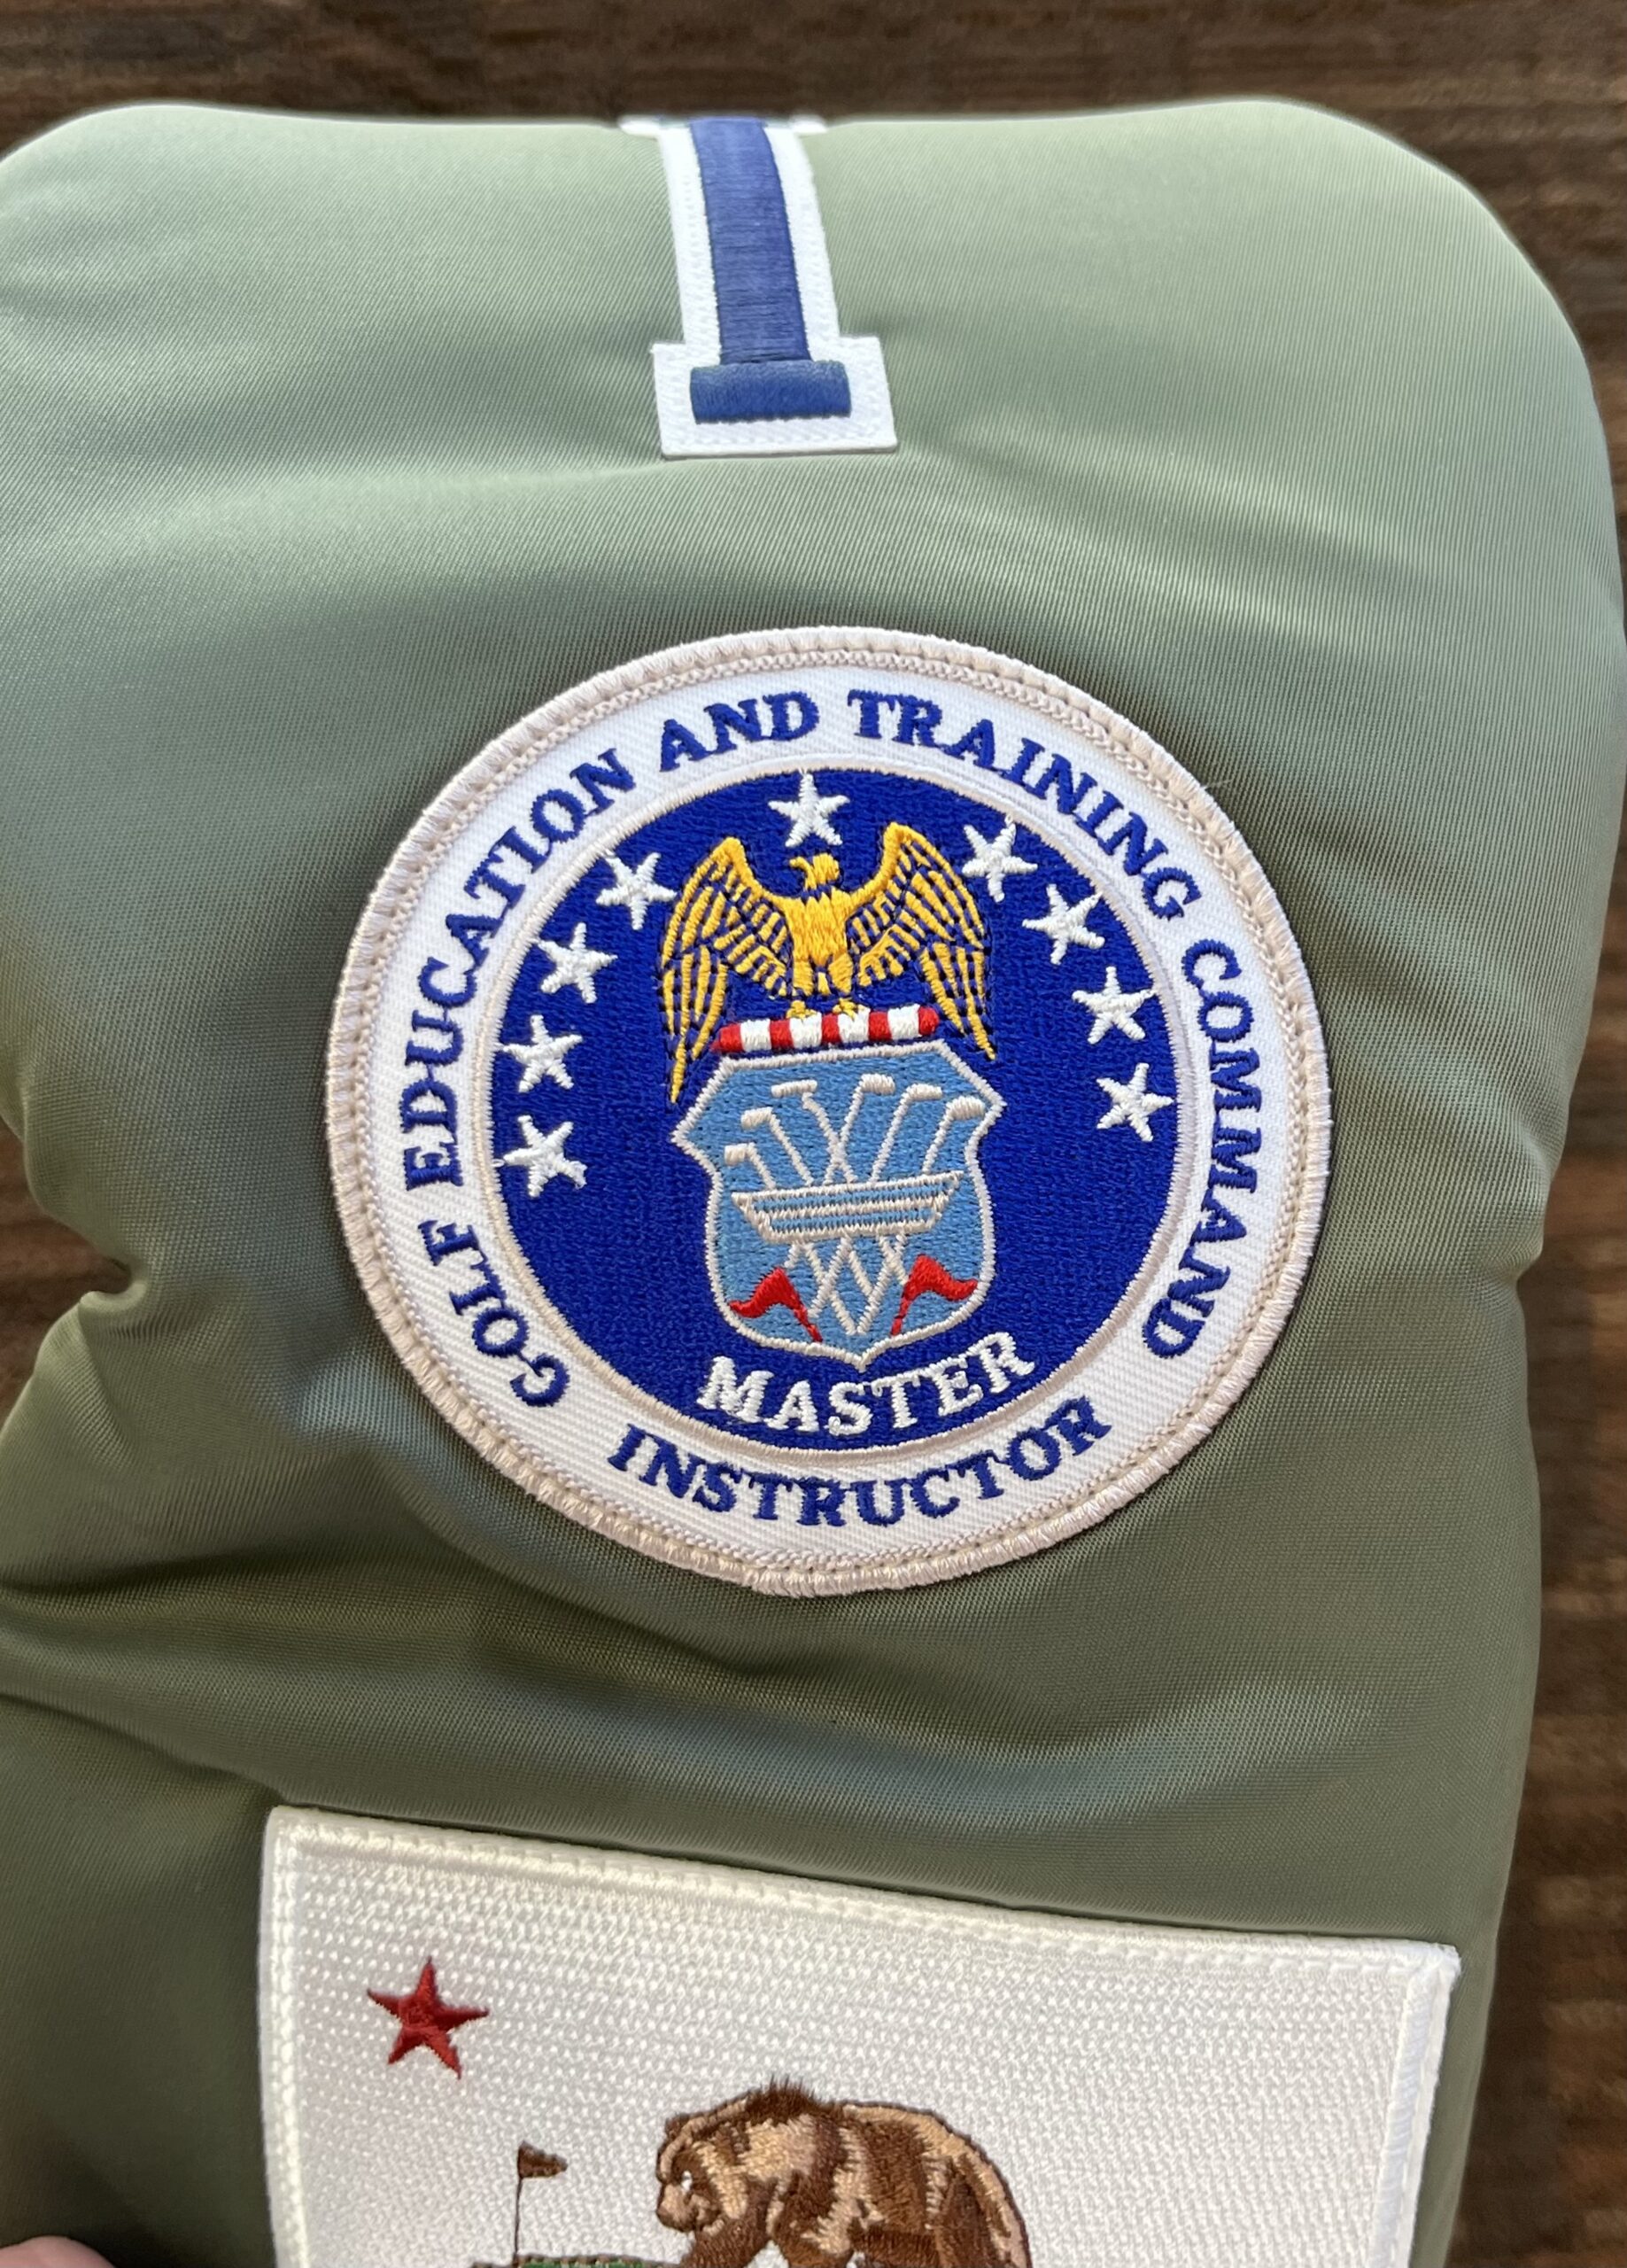 GOLF EDUCATION AND TRAINING COMMAND
MASTER
INSTRUCTOR